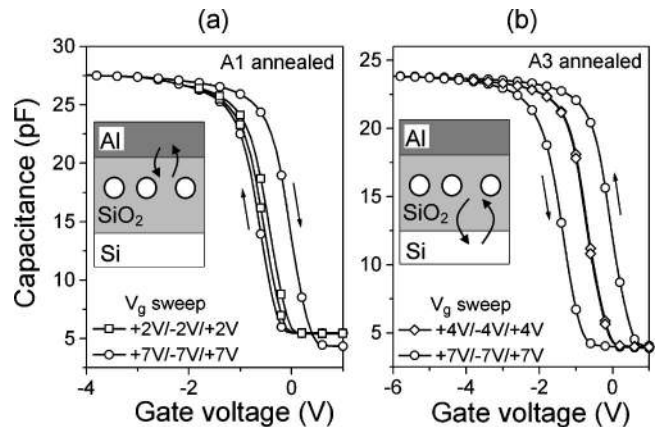 (a)
A1 annealed
Al
SiO2
Si
Vg sweep
+2V/-2V/+2V
+7V/-7V/+7V
30
25
20
15
10
5
0
-4
-2
0
Gate voltage (V)
Capacitance (pF)
(b)
A3 annealed
Al
SiO2
Si
Vg sweep
+4V/-4V/+4V
+7V/-7V/+7V
25
20
15
10
5
-6
-4
-2
0
Gate voltage (V)